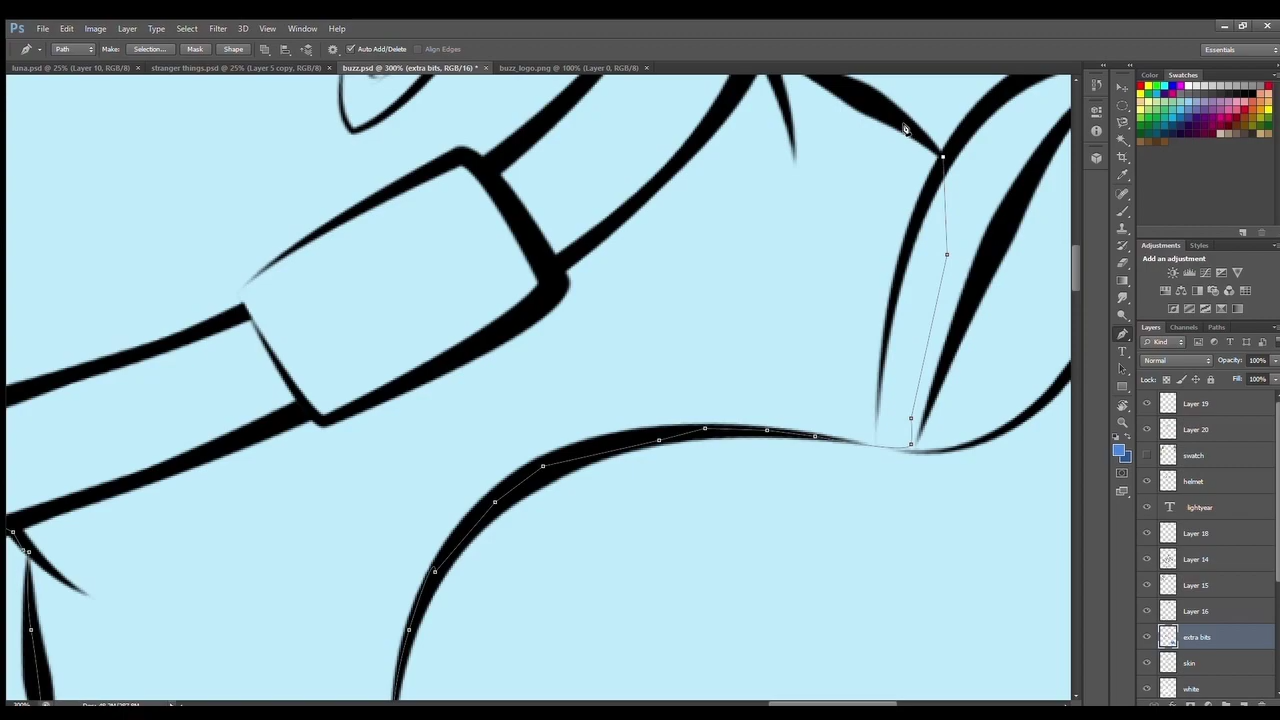 Ps File Edit Image Layer Type Select Filter 3D View Window Help
Path Make: Selection... Mask Shape Auto Add/Delete Align Edges Essentials
luna.psd @ 25% (Layer 10, RGB/8) × stranger things.psd @ 25% (Layer 5 copy, RGB/8) × buzz.psd @ 300% (extra bits, RGB/16) * × buzz_logo.png @ 100% (Layer 0, RGB/8) ×
Color Swatches
Adjustments Styles
Add an adjustment
Layers Channels Paths
Kind
Normal Opacity: 100%
Lock: Fill: 100%
Layer 19
Layer 20
swatch
helmet
T lightyear
Layer 18
Layer 14
Layer 15
Layer 16
extra bits
skin
white
300%